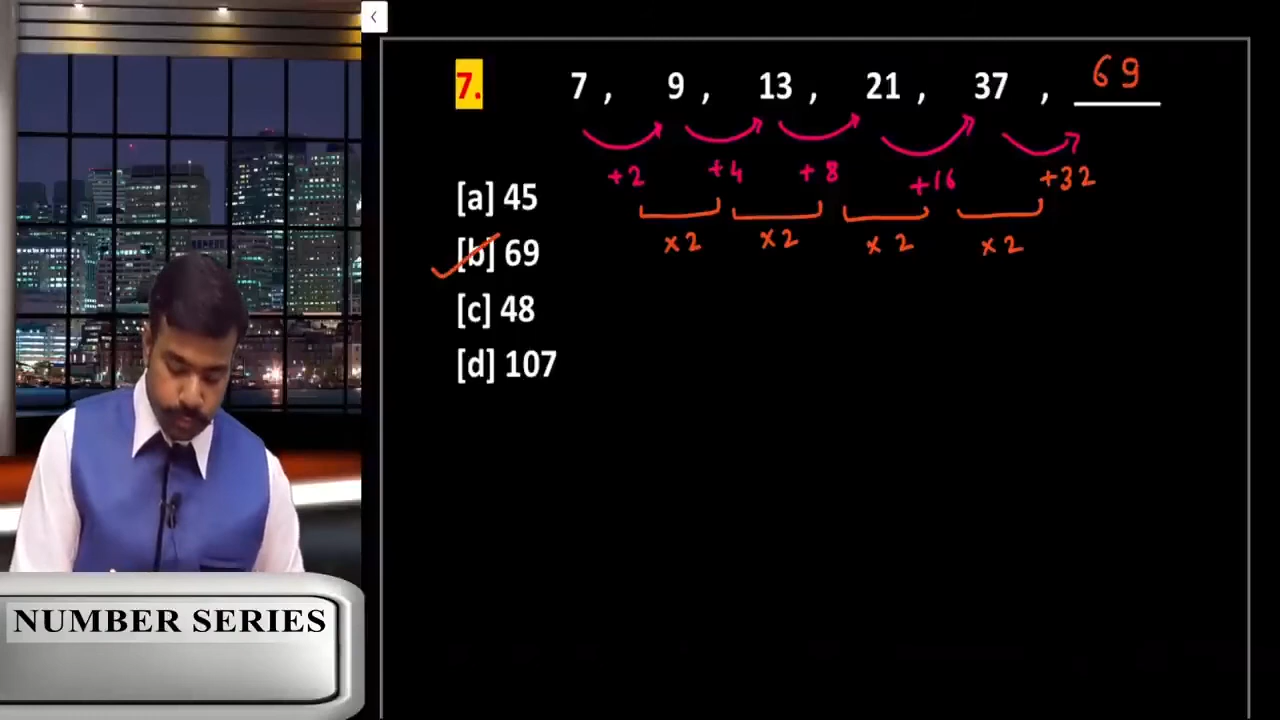 7. 7 , 9 , 13 , 21 , 37 , 69
+2 +4 +8 +16 +32
×2 ×2 ×2 ×2
[a] 45
[b] 69
[c] 48
[d] 107
NUMBER SERIES